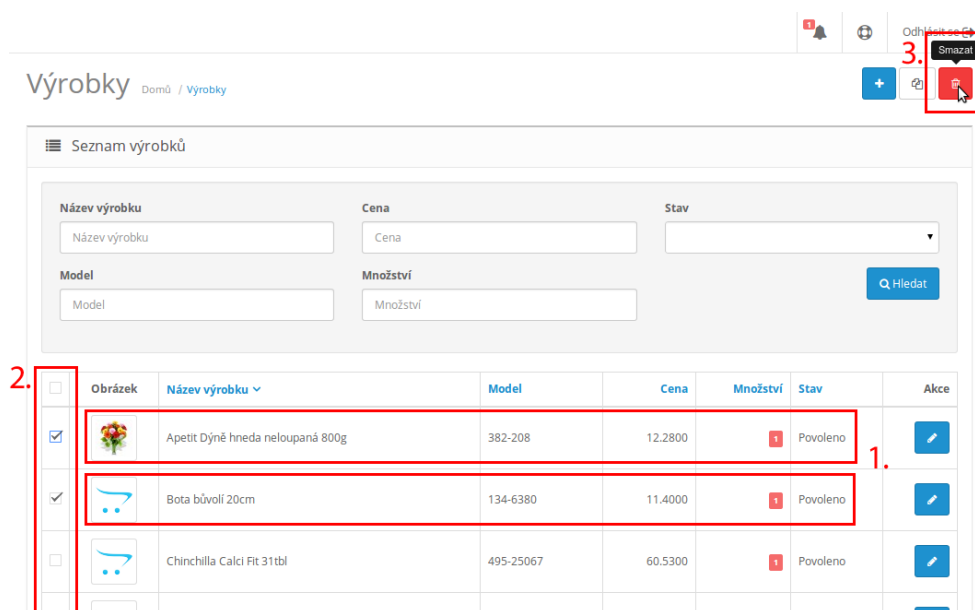 1
Odhlásit se
3.
Smazat
Výrobky Domů / Výrobky
Seznam výrobků
Název výrobku Cena Stav
Název výrobku Cena
Model Množství
Hledat
Model Množství
2.
Obrázek Název výrobku Model Cena Množství Stav Akce
Apetit Dýně hneda neloupaná 800g 382-208 12.2800 1 Povoleno
1.
Bota bůvolí 20cm 134-6380 11.4000 1 Povoleno
Chinchilla Calci Fit 31tbl 495-25067 60.5300 1 Povoleno